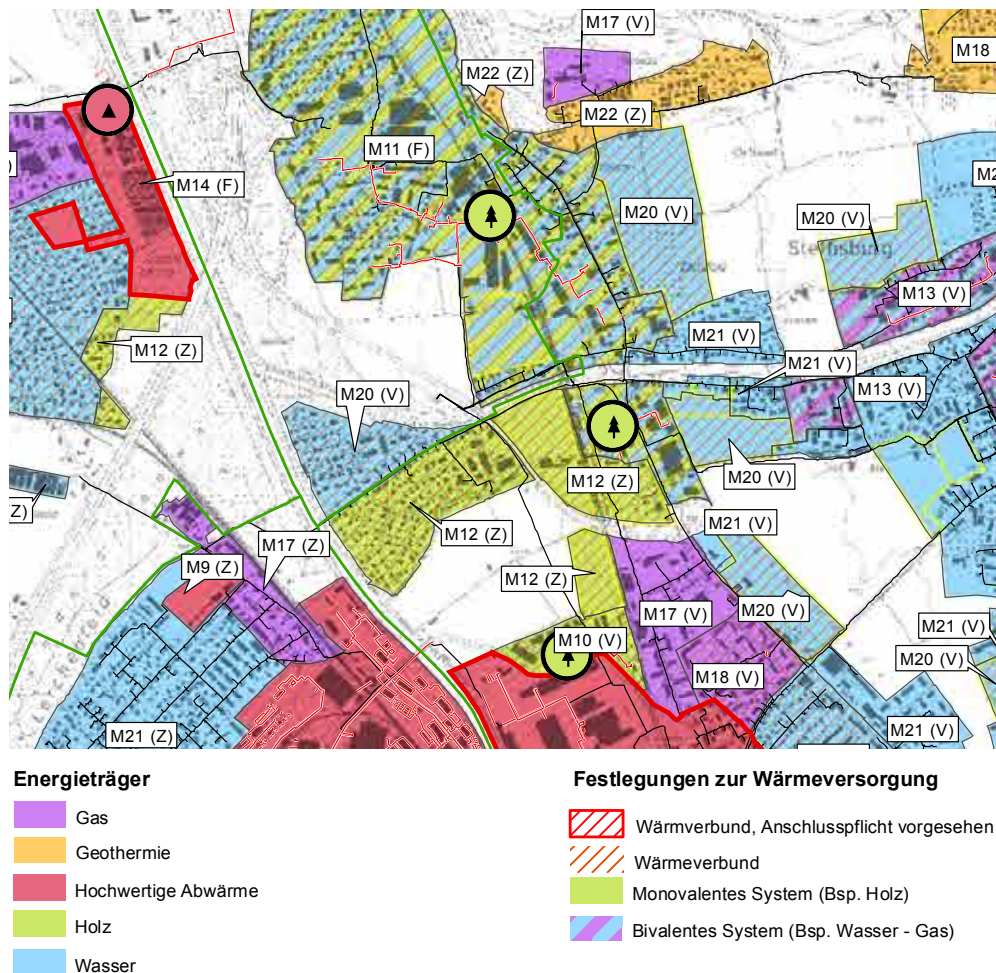 M17 (V)
M18
M22 (Z)
M22 (Z)
M11 (F)
M14 (F)
M20 (V)
M20 (V)
Steffisburg
M13 (V)
M21 (V)
M12 (Z)
M21 (V)
M20 (V)
M13 (V)
M12 (Z)
M20 (V)
Z)
M12 (Z)
M21 (V)
M17 (Z)
M9 (Z)
M12 (Z)
M20 (V)
M17 (V)
M21 (V)
M10 (V)
M20 (V)
M18 (V)
M21 (Z)
M21 (V)
Energieträger
Gas
Geothermie
Hochwertige Abwärme
Holz
Wasser
Festlegungen zur Wärmeversorgung
Wärmverbund, Anschlusspflicht vorgesehen
Wärmeverbund
Monovalentes System (Bsp. Holz)
Bivalentes System (Bsp. Wasser - Gas)